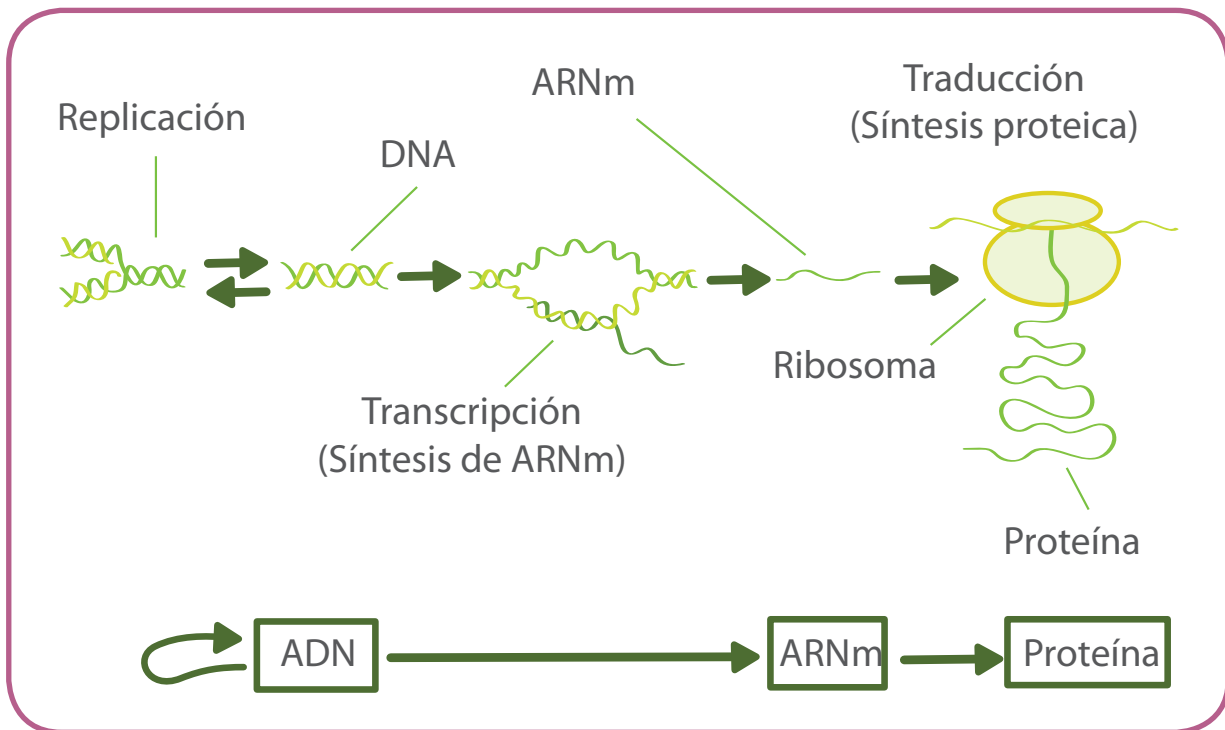 Replicación
DNA
ARNm
Traducción
(Síntesis proteica)
Transcripción
(Síntesis de ARNm)
Ribosoma
Proteína
ADN
ARNm
Proteína